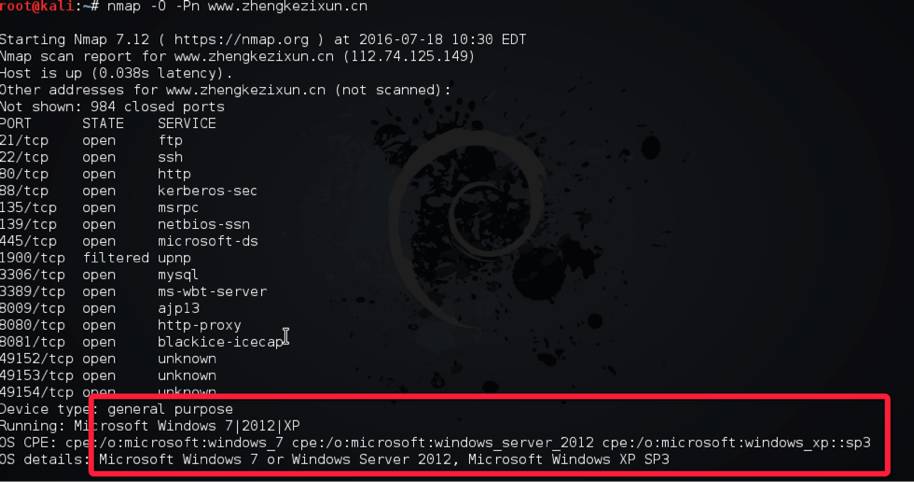 root@kali:~# nmap -O -Pn www.zhengkezixun.cn
Starting Nmap 7.12 ( https://nmap.org ) at 2016-07-18 10:30 EDT
Nmap scan report for www.zhengkezixun.cn (112.74.125.149)
Host is up (0.038s latency).
Other addresses for www.zhengkezixun.cn (not scanned):
Not shown: 984 closed ports
PORT STATE SERVICE
21/tcp open ftp
22/tcp open ssh
80/tcp open http
88/tcp open kerberos-sec
135/tcp open msrpc
139/tcp open netbios-ssn
445/tcp open microsoft-ds
1900/tcp filtered upnp
3306/tcp open mysql
3389/tcp open ms-wbt-server
8009/tcp open ajp13
8080/tcp open http-proxy
8081/tcp open blackice-icecap
49152/tcp open unknown
49153/tcp open unknown
49154/tcp open unknown
Device type: general purpose
Running: Microsoft Windows 7|2012|XP
OS CPE: cpe:/o:microsoft:windows_7 cpe:/o:microsoft:windows_server_2012 cpe:/o:microsoft:windows_xp::sp3
OS details: Microsoft Windows 7 or Windows Server 2012, Microsoft Windows XP SP3